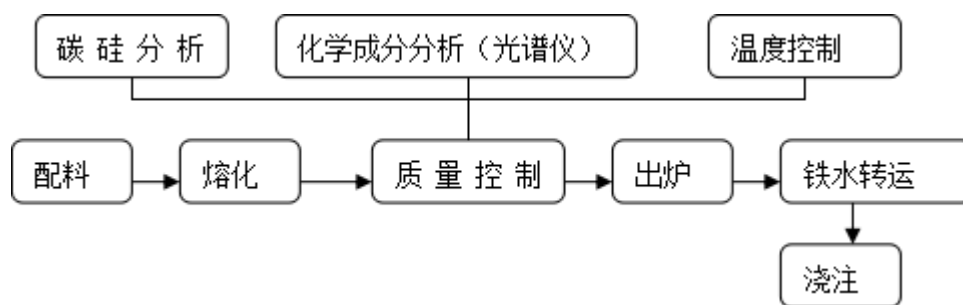 碳 硅 分 析
化学成分分析（光谱仪）
温度控制
配料
熔化
质 量 控 制
出炉
铁水转运
浇注